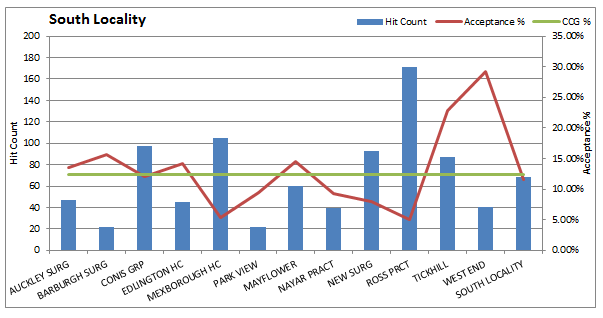 South Locality
Hit Count Acceptance % CCG %
200 35.00%
180
160 30.00%
140 25.00%
120 20.00%
100
80 15.00%
60 10.00%
40
20 5.00%
0 0.00%
Hit Count
Acceptance %
AUCKLEY SURG
BARBURGH SURG
CONIS GRP
EDLINGTON HC
MEXBOROUGH HC
PARK VIEW
MAYFLOWER
NAYAR PRACT
NEW SURG
ROSS PRCT
TICKHILL
WEST END
SOUTH LOCALITY